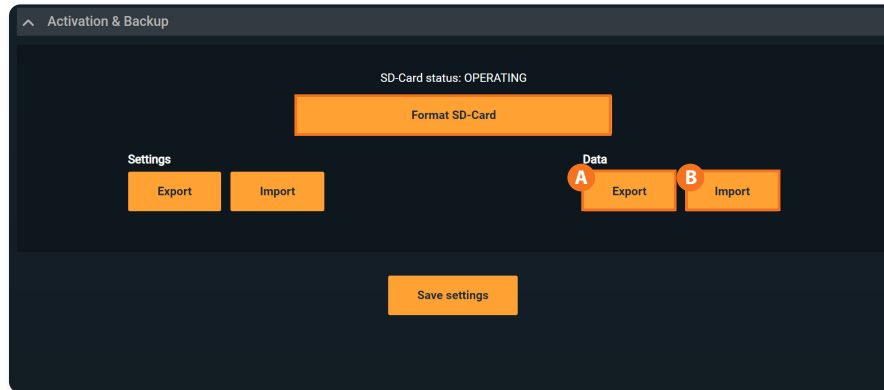 Activation & Backup
SD-Card status: OPERATING
Format SD-Card
Settings
Data
Export
Import
A
Export
B
Import
Save settings